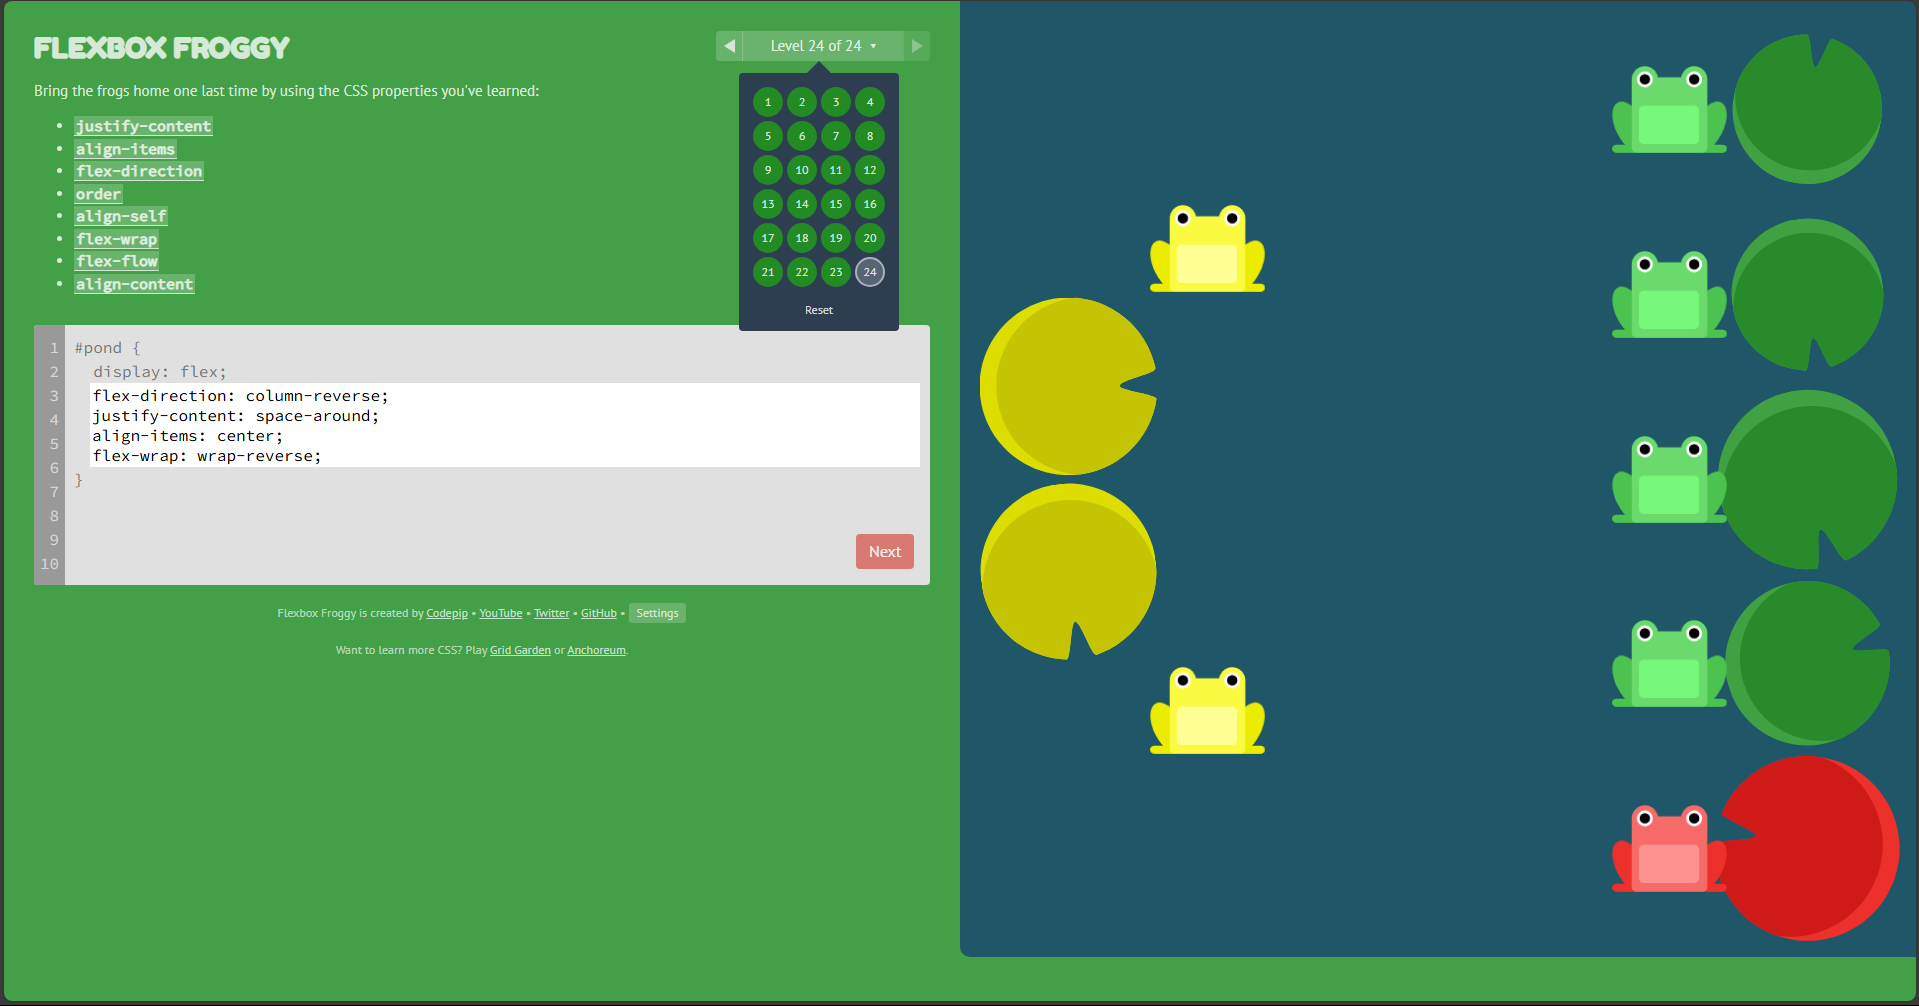 FLEXBOX FROGGY
Level 24 of 24 ▾
Bring the frogs home one last time by using the CSS properties you've learned:
• justify-content
• align-items
• flex-direction
• order
• align-self
• flex-wrap
• flex-flow
• align-content
1 2 3 4
5 6 7 8
9 10 11 12
13 14 15 16
17 18 19 20
21 22 23 24
Reset
1 #pond {
2 display: flex;
3 flex-direction: column-reverse;
4 justify-content: space-around;
5 align-items: center;
6 flex-wrap: wrap-reverse;
7 }
8
9
10
Next
Flexbox Froggy is created by Codepip • YouTube • Twitter • GitHub • Settings
Want to learn more CSS? Play Grid Garden or Anchoreum.